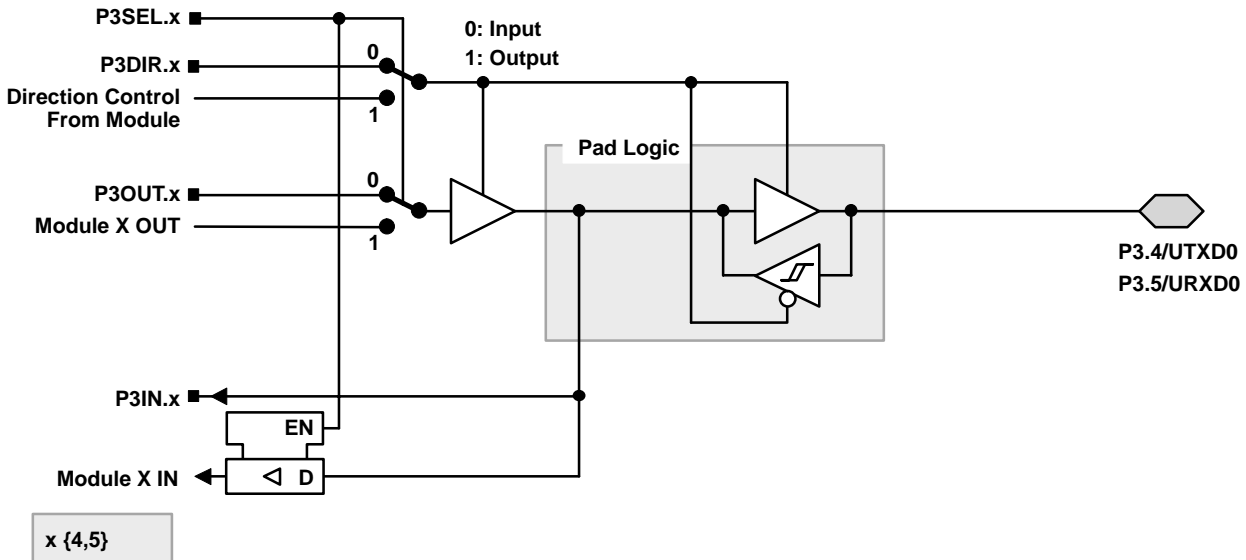 P3SEL.x
0: Input
1: Output
0
P3DIR.x
Direction Control
From Module
1
Pad Logic
0
P3OUT.x
Module X OUT
1
P3.4/UTXD0
P3.5/URXD0
P3IN.x
EN
Module X IN
D
x {4,5}